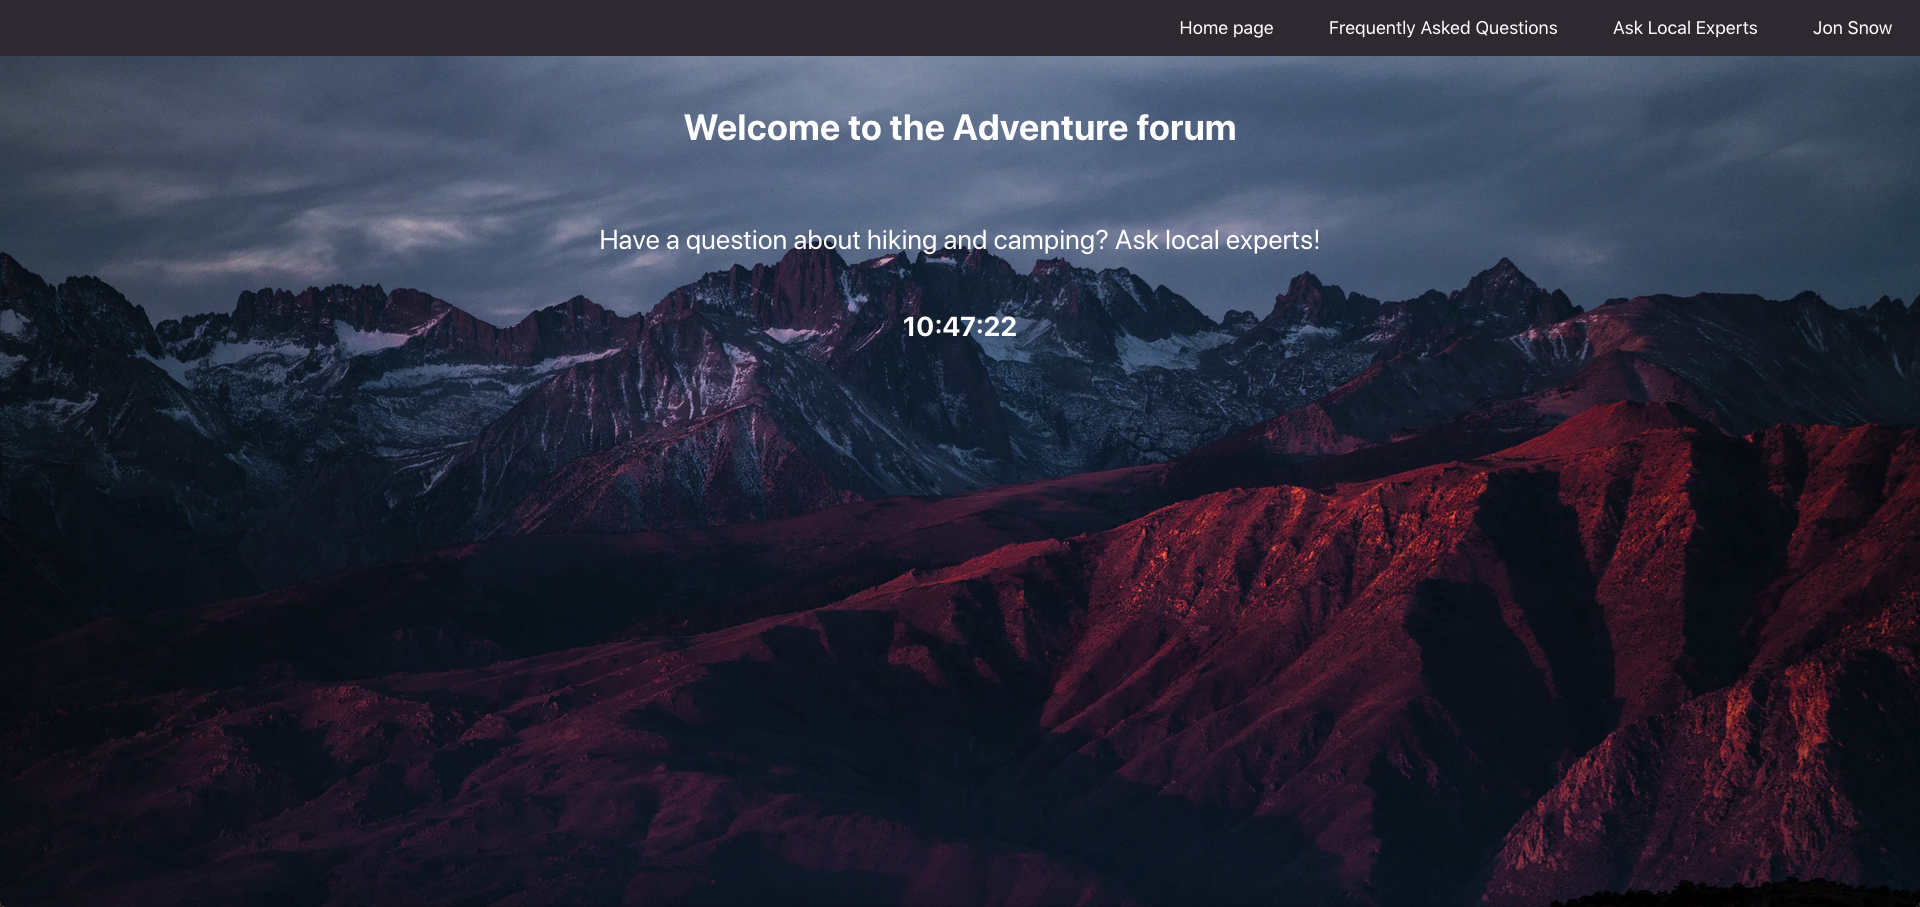 Home page Frequently Asked Questions Ask Local Experts Jon Snow
Welcome to the Adventure forum
Have a question about hiking and camping? Ask local experts!
10:47:22